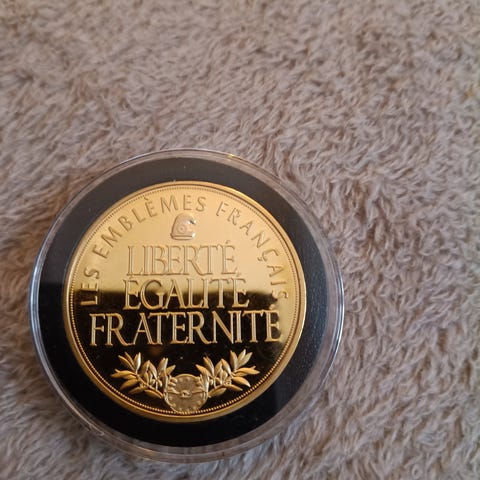 LES EMBLÈMES FRANÇAIS
LIBERTÉ
ÉGALITÉ
FRATERNITÉ